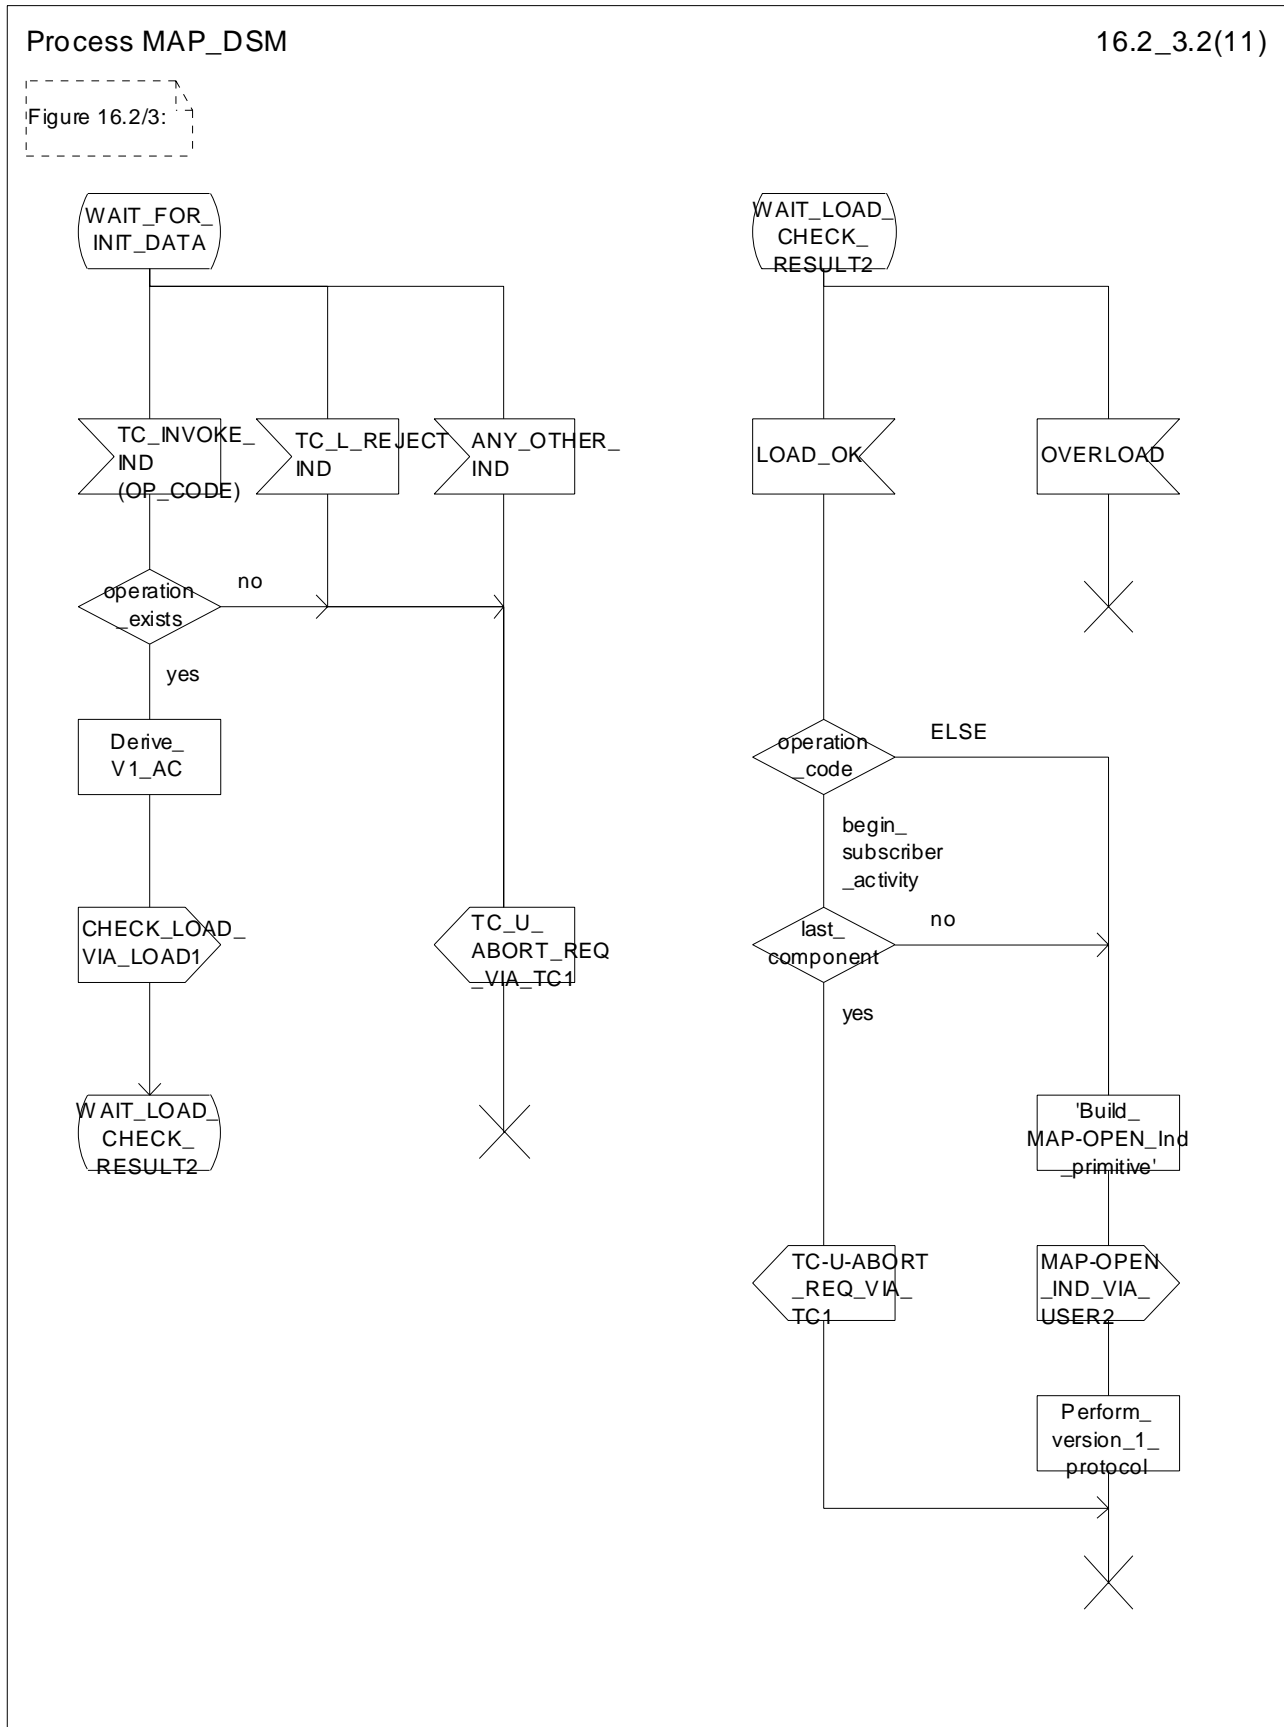 Process MAP_DSM
16.2_3.2(11)
Figure 16.2/3:
WAIT_FOR_
INIT_DATA
TC_INVOKE_
IND
(OP_CODE)
TC_L_REJECT
IND
ANY_OTHER_
IND
operation
_exists
no
yes
Derive_
V1_AC
CHECK_LOAD_
VIA_LOAD1
TC_U_
ABORT_REQ
_VIA_TC1
WAIT_LOAD_
CHECK_
RESULT2
WAIT_LOAD_
CHECK_
RESULT2
LOAD_OK
OVERLOAD
operation
_code
ELSE
begin_
subscriber
_activity
last_
component
no
yes
'Build_
MAP-OPEN_Ind
_primitive'
TC-U-ABORT
_REQ_VIA_
TC1
MAP-OPEN
_IND_VIA_
USER2
Perform_
version_1_
protocol